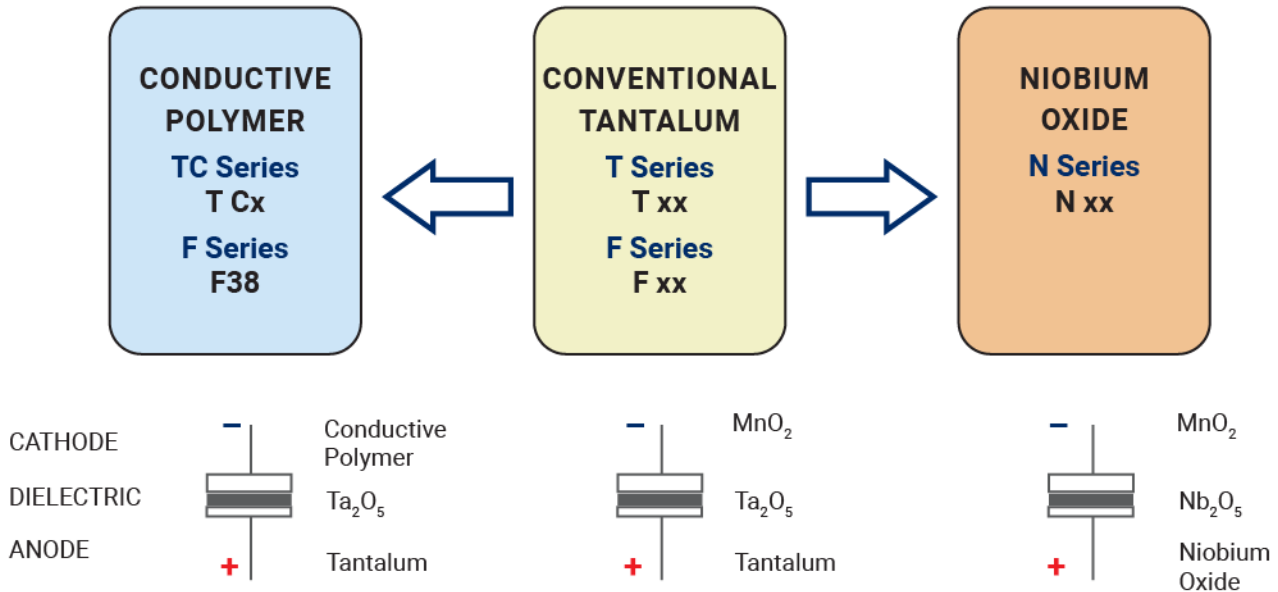 CONDUCTIVE
POLYMER
TC Series
T Cx
F Series
F38
CONVENTIONAL
TANTALUM
T Series
T xx
F Series
F xx
NIOBIUM
OXIDE
N Series
N xx
CATHODE
DIELECTRIC
ANODE
−
Conductive
Polymer
Ta₂O₅
+
Tantalum
−
MnO₂
Ta₂O₅
+
Tantalum
−
MnO₂
Nb₂O₅
+
Niobium
Oxide